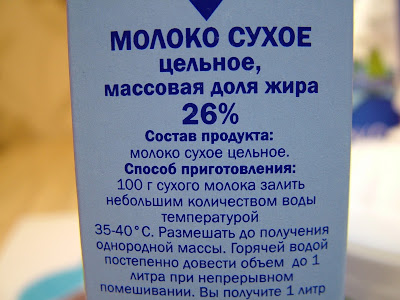 МОЛОКО СУХОЕ
цельное,
массовая доля жира
26%
Состав продукта:
молоко сухое цельное.
Способ приготовления:
100 г сухого молока залить
небольшим количеством воды
температурой
35-40°С. Размешать до получения
однородной массы. Горячей водой
постепенно довести объем до 1
литра при непрерывном
помешивании. Вы получите 1 литр